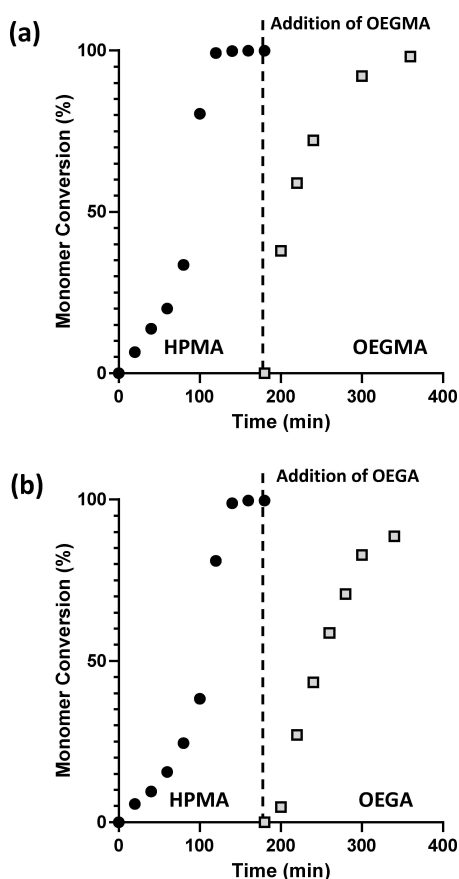 (a)
Addition of OEGMA
100
50
0
Monomer Conversion (%)
HPMA
OEGMA
0 100 200 300 400
Time (min)
(b)
Addition of OEGA
100
50
0
Monomer Conversion (%)
HPMA
OEGA
0 100 200 300 400
Time (min)